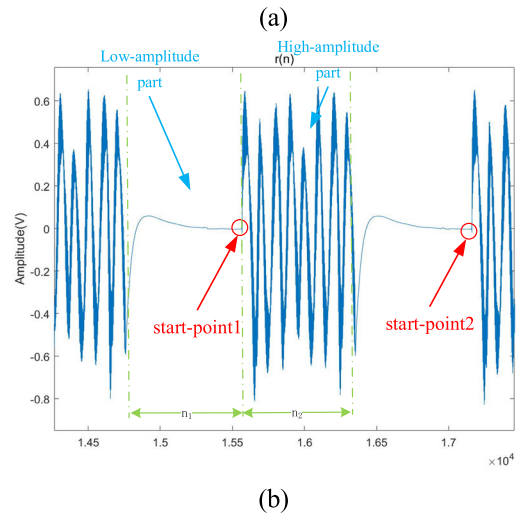 (a)
r(n)
Low-amplitude
part
High-amplitude
part
0.6
0.4
0.2
0
-0.2
-0.4
-0.6
-0.8
Amplitude(V)
start-point1
start-point2
n₁
n₂
1.45
1.5
1.55
1.6
1.65
1.7
×10⁴
(b)